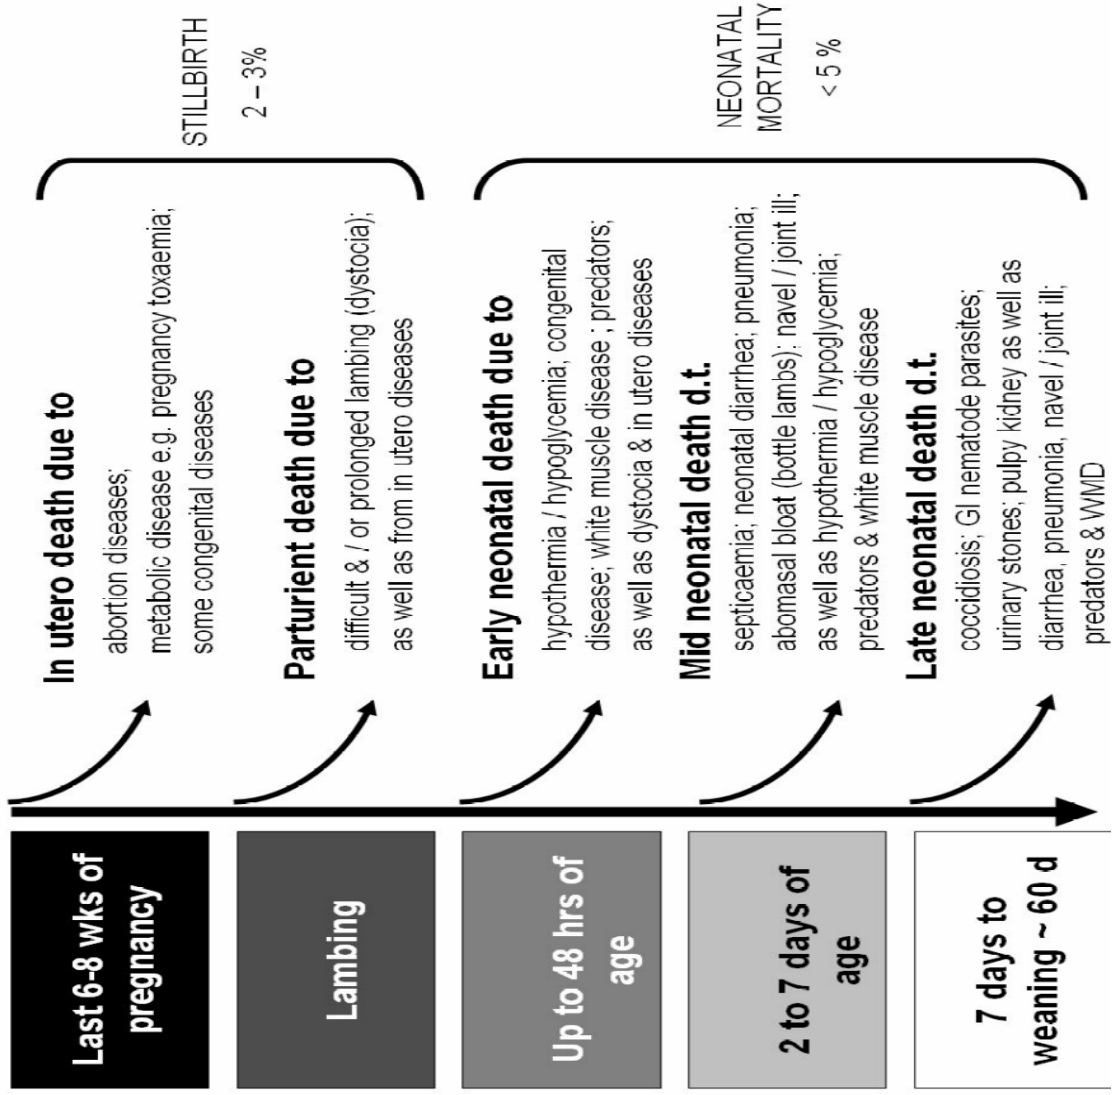 Last 6-8 wks of
pregnancy
In utero death due to
abortion diseases;
metabolic disease e.g. pregnancy toxaemia;
some congenital diseases
Lambing
Parturient death due to
difficult & / or prolonged lambing (dystocia);
as well as from in utero diseases
STILLBIRTH
2 – 3%
Up to 48 hrs of
age
Early neonatal death due to
hypothermia / hypoglycemia; congenital
disease; white muscle disease ; predators;
as well as dystocia & in utero diseases
2 to 7 days of
age
Mid neonatal death d.t.
septicaemia; neonatal diarrhea; pneumonia;
abomasal bloat (bottle lambs); navel / joint ill;
as well as hypothermia / hypoglycemia;
predators & white muscle disease
7 days to
weaning ~ 60 d
Late neonatal death d.t.
coccidiosis; GI nematode parasites;
urinary stones; pulpy kidney as well as
diarrhea, pneumonia, navel / joint ill;
predators & WMD
NEONATAL
MORTALITY
< 5 %